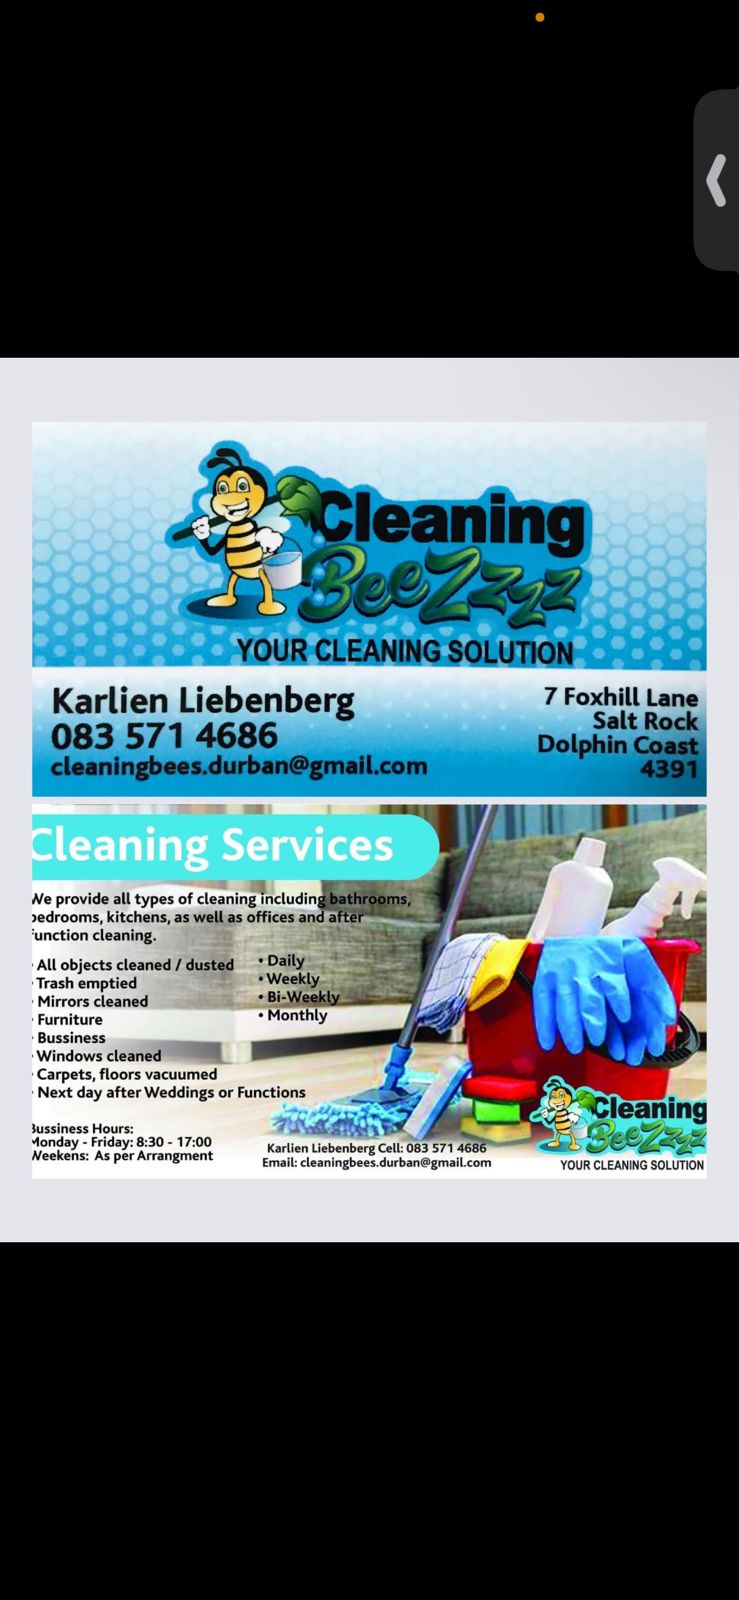 Cleaning
BeeZzzz
YOUR CLEANING SOLUTION
Karlien Liebenberg
083 571 4686
cleaningbees.durban@gmail.com
7 Foxhill Lane
Salt Rock
Dolphin Coast
4391
Cleaning Services
We provide all types of cleaning including bathrooms,
bedrooms, kitchens, as well as offices and after
function cleaning.
· All objects cleaned / dusted
· Trash emptied
· Mirrors cleaned
· Furniture
· Bussiness
· Windows cleaned
· Carpets, floors vacuumed
· Next day after Weddings or Functions
• Daily
• Weekly
• Bi-Weekly
• Monthly
Bussiness Hours:
Monday - Friday: 8:30 - 17:00
Weekens: As per Arrangment
Karlien Liebenberg Cell: 083 571 4686
Email: cleaningbees.durban@gmail.com
Cleaning
BeeZzzz
YOUR CLEANING SOLUTION